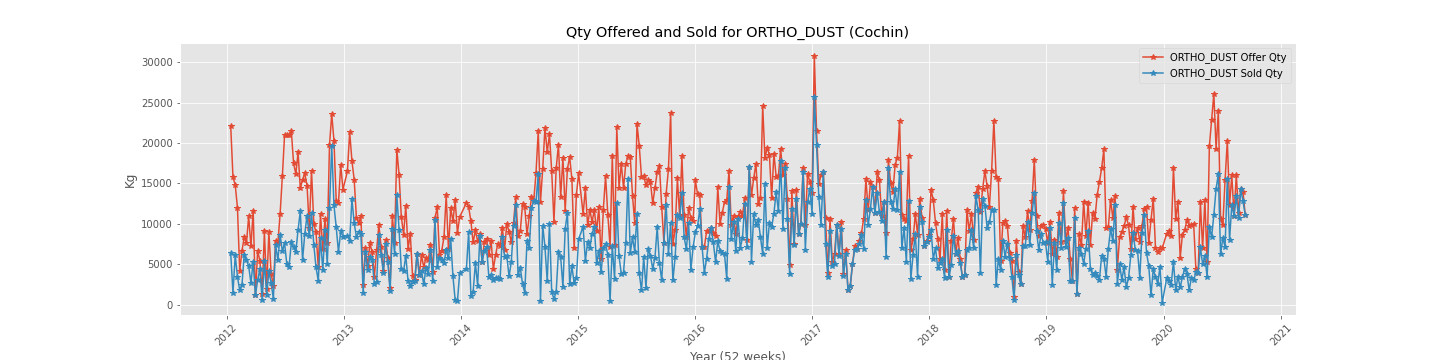 Qty Offered and Sold for ORTHO_DUST (Cochin)
ORTHO_DUST Offer Qty
ORTHO_DUST Sold Qty
Kg
30000
25000
20000
15000
10000
5000
0
2012 2013 2014 2015 2016 2017 2018 2019 2020 2021
Year (52 weeks)